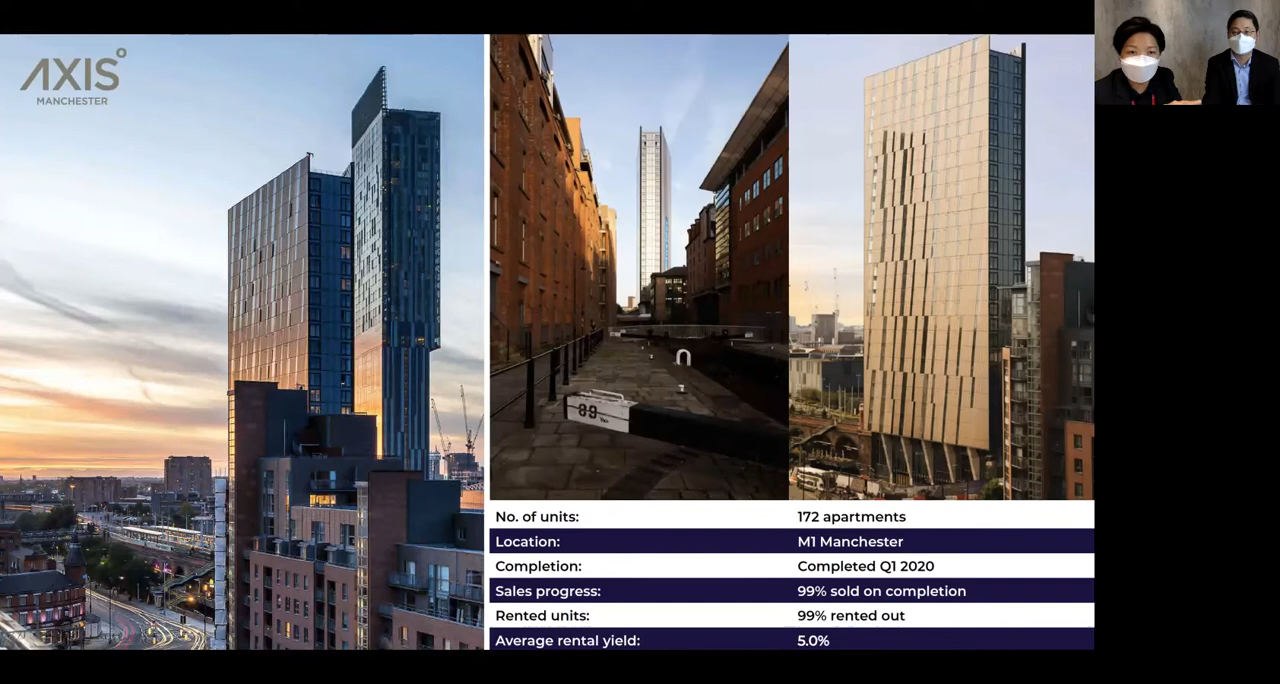 AXIS°
MANCHESTER
89
No. of units: 172 apartments
Location: M1 Manchester
Completion: Completed Q1 2020
Sales progress: 99% sold on completion
Rented units: 99% rented out
Average rental yield: 5.0%